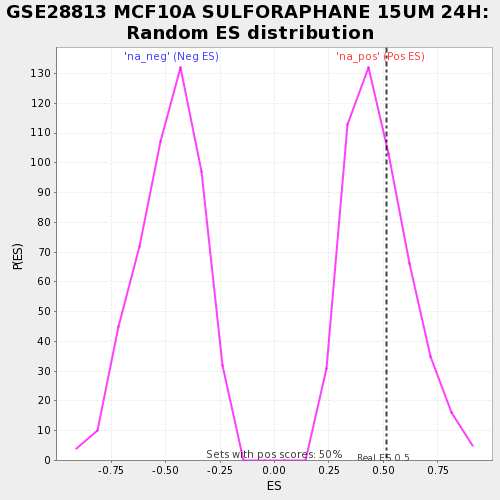 GSE28813 MCF10A SULFORAPHANE 15UM 24H:
Random ES distribution
'na_neg' (Neg ES)
'na_pos' (Pos ES)
130
120
110
100
90
80
70
60
50
40
30
20
10
0
P(ES)
Sets with pos scores: 50%
Real ES 0.5
-0.75
-0.50
-0.25
0.00
0.25
0.50
0.75
ES